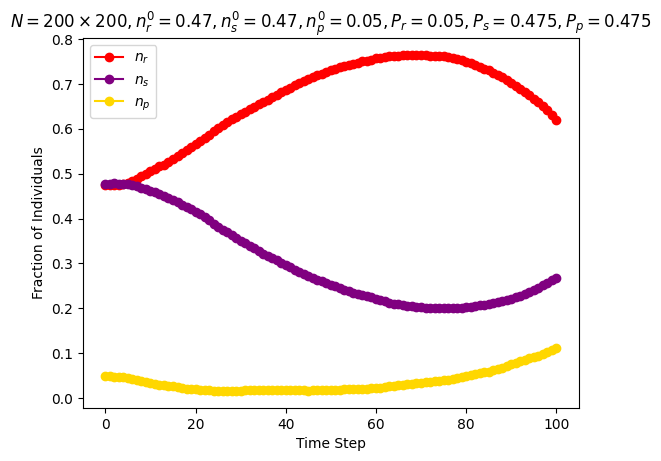 N = 200 × 200, n_r^0 = 0.47, n_s^0 = 0.47, n_p^0 = 0.05, P_r = 0.05, P_s = 0.475, P_p = 0.475
n_r
n_s
n_p
Fraction of Individuals
0.8
0.7
0.6
0.5
0.4
0.3
0.2
0.1
0.0
0
20
40
60
80
100
Time Step